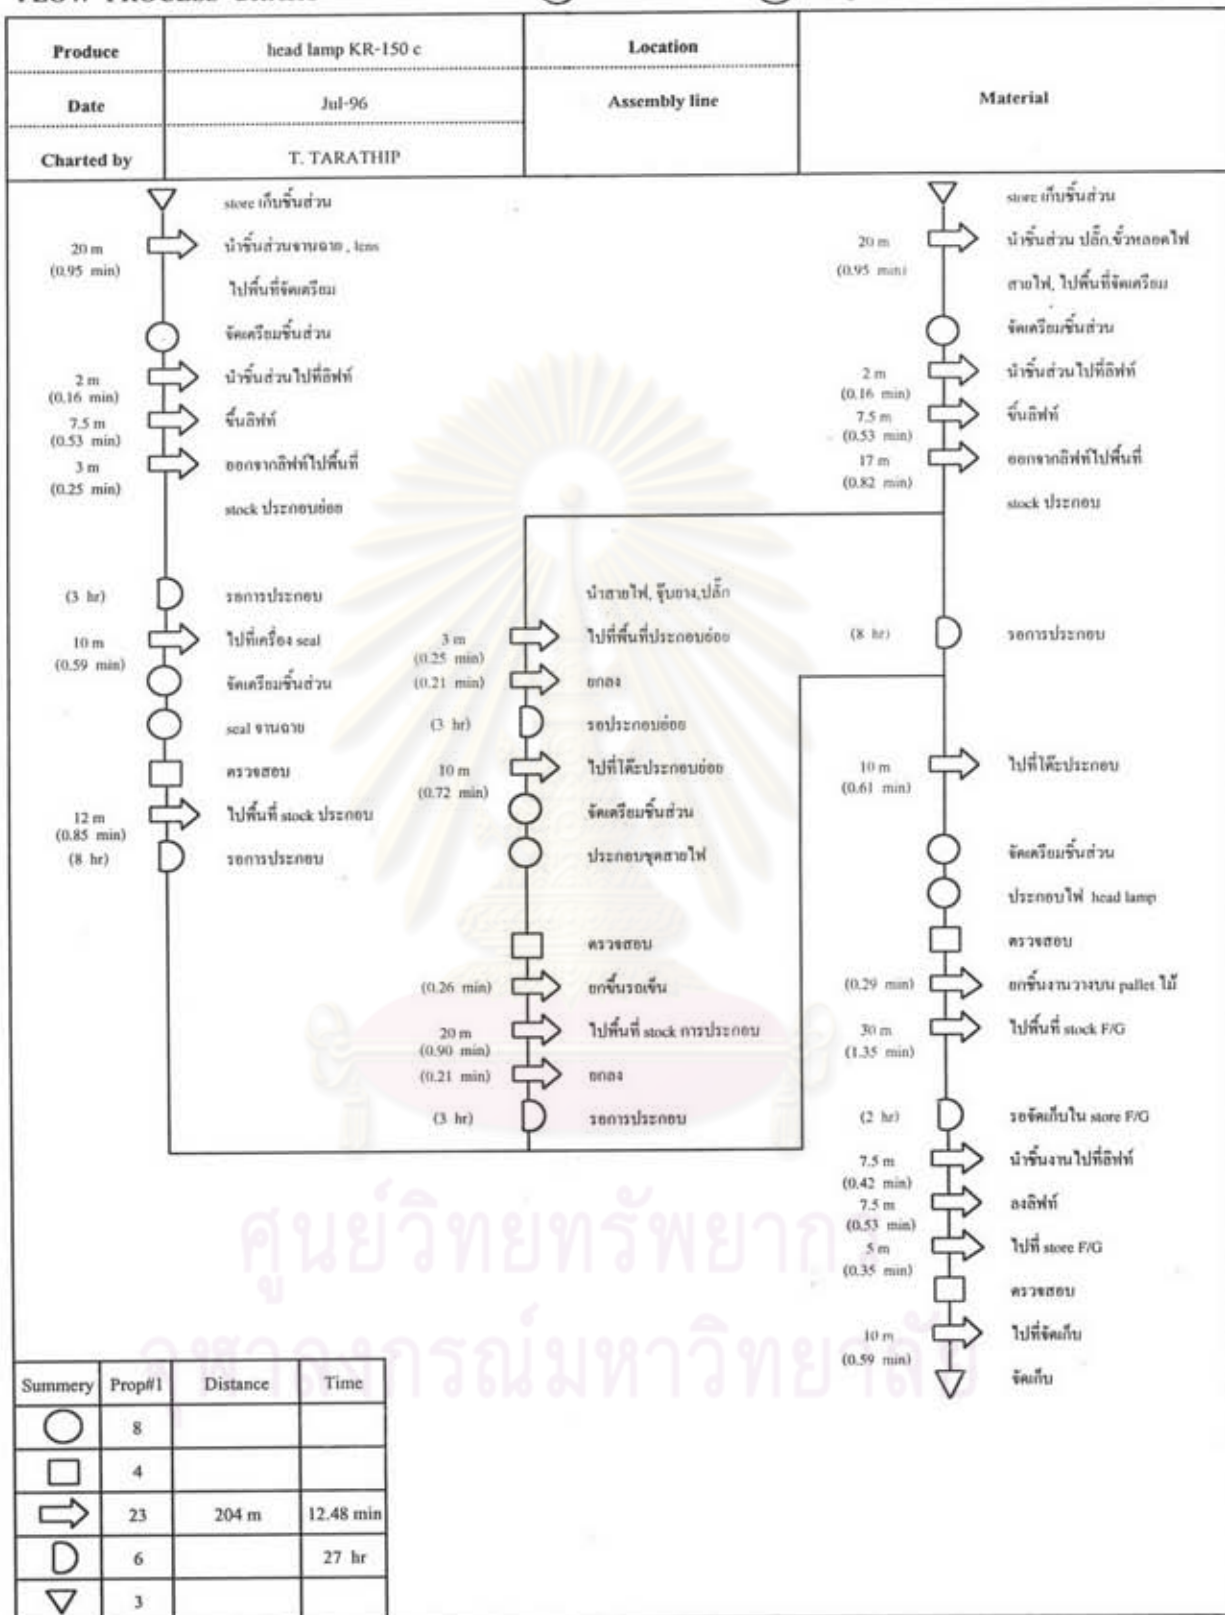 FLOW PROCESS CHART
Produce
head lamp KR-150 c
Location
Material
Date
Jul-96
Assembly line
Charted by
T. TARATHIP
store เก็บชิ้นส่วน
20 m
(0.95 min)
นำชิ้นส่วนจานฉาย , lens
ไปพื้นที่จัดเตรียม
จัดเตรียมชิ้นส่วน
2 m
(0.16 min)
นำชิ้นส่วนไปที่ลิฟท์
7.5 m
(0.53 min)
ขึ้นลิฟท์
3 m
(0.25 min)
ออกจากลิฟท์ไปพื้นที่
stock ประกอบย่อย
(3 hr)
รอการประกอบ
10 m
(0.59 min)
ไปที่เครื่อง seal
จัดเตรียมชิ้นส่วน
seal จานฉาย
ตรวจสอบ
12 m
(0.85 min)
ไปพื้นที่ stock ประกอบ
(8 hr)
รอการประกอบ
นำสายไฟ, จุ๊บยาง,ปลั๊ก
3 m
(0.25 min)
ไปที่พื้นที่ประกอบย่อย
(0.21 min)
ยกลง
(3 hr)
รอประกอบย่อย
10 m
(0.72 min)
ไปที่โต๊ะประกอบย่อย
จัดเตรียมชิ้นส่วน
ประกอบชุดสายไฟ
ตรวจสอบ
(0.26 min)
ยกขึ้นรถเข็น
20 m
(0.90 min)
ไปพื้นที่ stock การประกอบ
(0.21 min)
ยกลง
(3 hr)
รอการประกอบ
store เก็บชิ้นส่วน
20 m
(0.95 min)
นำชิ้นส่วน ปลั๊ก,ขั้วหลอดไฟ
สายไฟ, ไปพื้นที่จัดเตรียม
จัดเตรียมชิ้นส่วน
2 m
(0.16 min)
นำชิ้นส่วนไปที่ลิฟท์
7.5 m
(0.53 min)
ขึ้นลิฟท์
17 m
(0.82 min)
ออกจากลิฟท์ไปพื้นที่
stock ประกอบ
(8 hr)
รอการประกอบ
10 m
(0.61 min)
ไปที่โต๊ะประกอบ
จัดเตรียมชิ้นส่วน
ประกอบไฟ head lamp
ตรวจสอบ
(0.29 min)
ยกชิ้นงานวางบน pallet ไม้
30 m
(1.35 min)
ไปพื้นที่ stock F/G
(2 hr)
รอจัดเก็บใน store F/G
7.5 m
(0.42 min)
นำชิ้นงานไปที่ลิฟท์
7.5 m
(0.53 min)
ลงลิฟท์
5 m
(0.35 min)
ไปที่ store F/G
ตรวจสอบ
10 m
(0.59 min)
ไปที่จัดเก็บ
จัดเก็บ
ศูนย์วิทยทรัพยากร
จุฬาลงกรณ์มหาวิทยาลัย
Summery Prop#1 Distance Time
8
4
23 204 m 12.48 min
6 27 hr
3